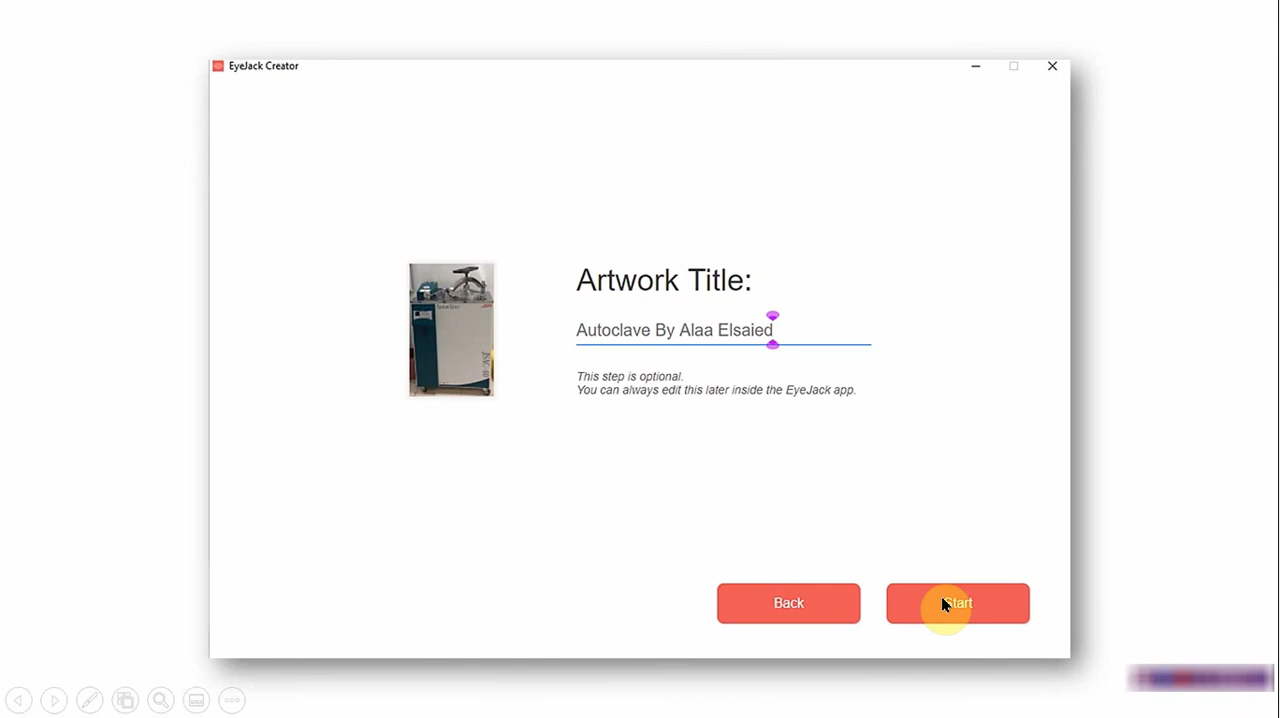 EyeJack Creator
Artwork Title:
Autoclave By Alaa Elsaied
This step is optional.
You can always edit this later inside the EyeJack app.
Back
Start